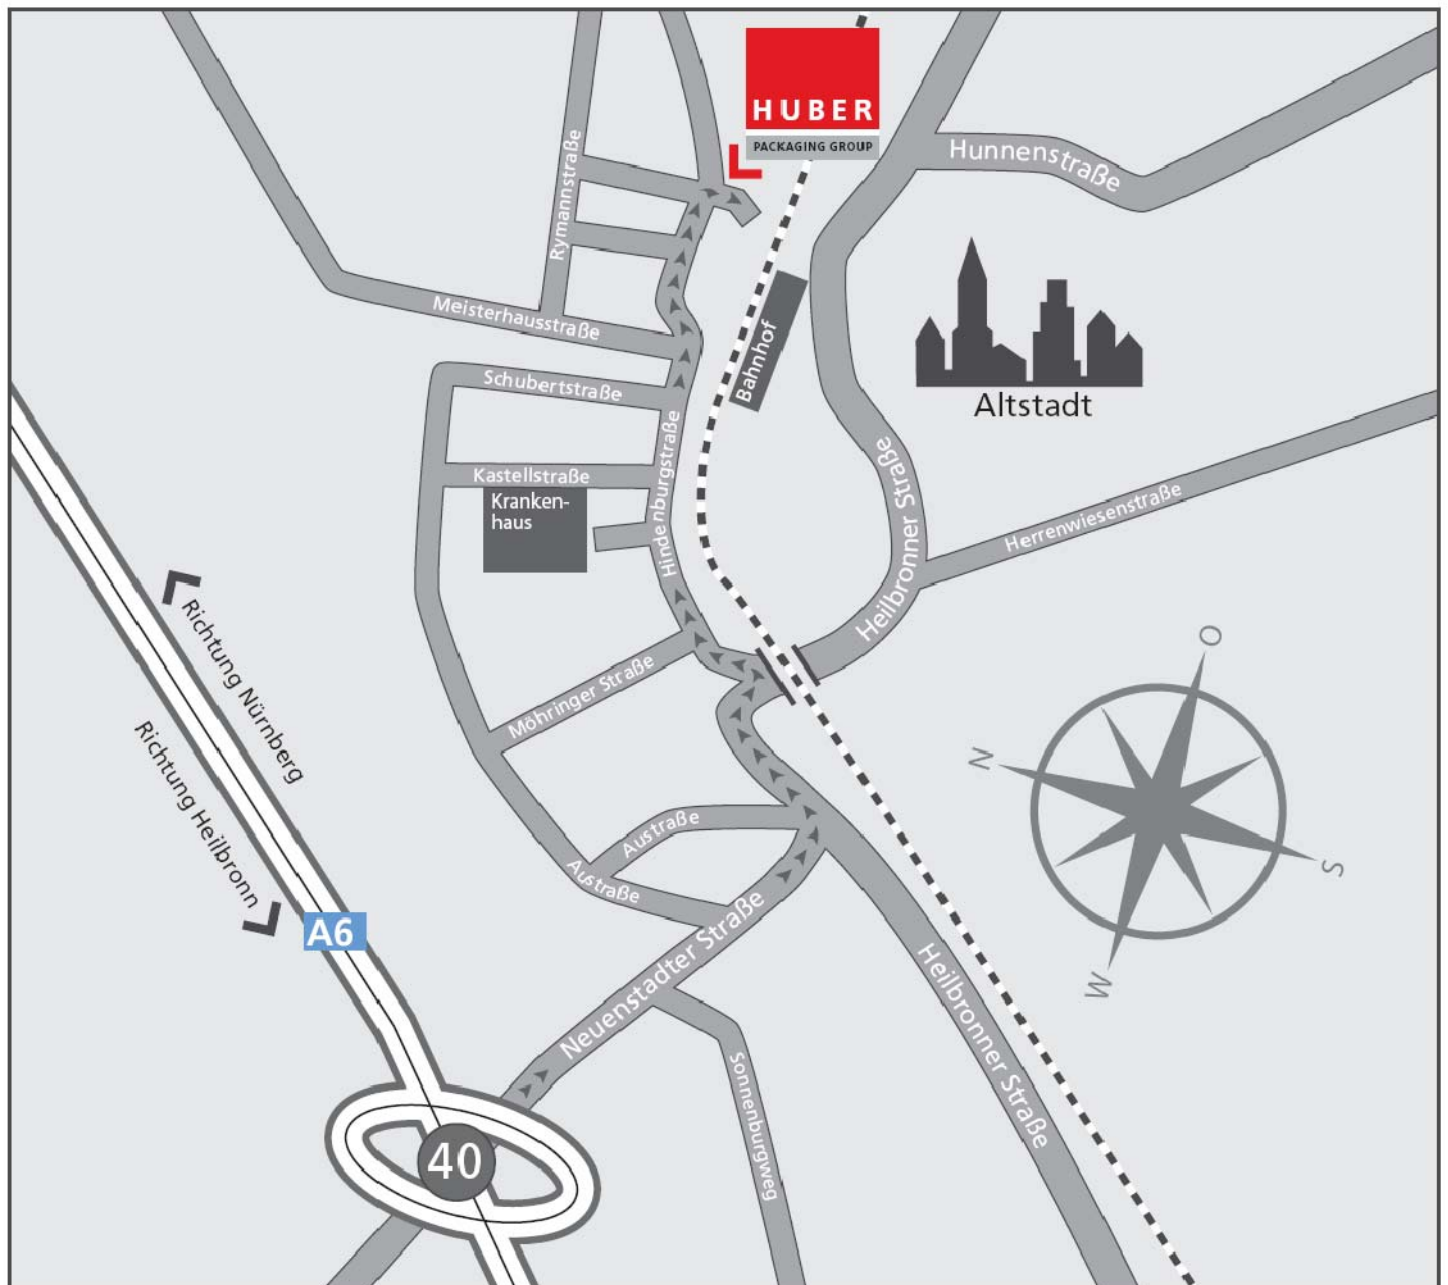 HUBER
PACKAGING GROUP
Hunnenstraße
Rymannstraße
Meisterhausstraße
Bahnhof
Altstadt
Schubertstraße
Hindenburgstraße
Kastellstraße
Kranken-
haus
Heilbronner Straße
Herrenwiesenstraße
Richtung Nürnberg
Richtung Heilbronn
Möhringer Straße
O
N
S
W
Austraße
Austraße
A6
Neuenstadter Straße
Heilbronner Straße
Sonnenburgweg
40